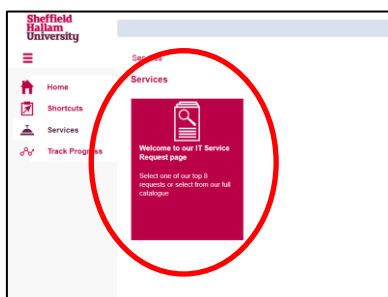 Sheffield
Hallam
University
Services
Services
Home
Shortcuts
Services
Track Progress
Welcome to our IT Service
Request page
Select one of our top 8
requests or select from our full
catalogue